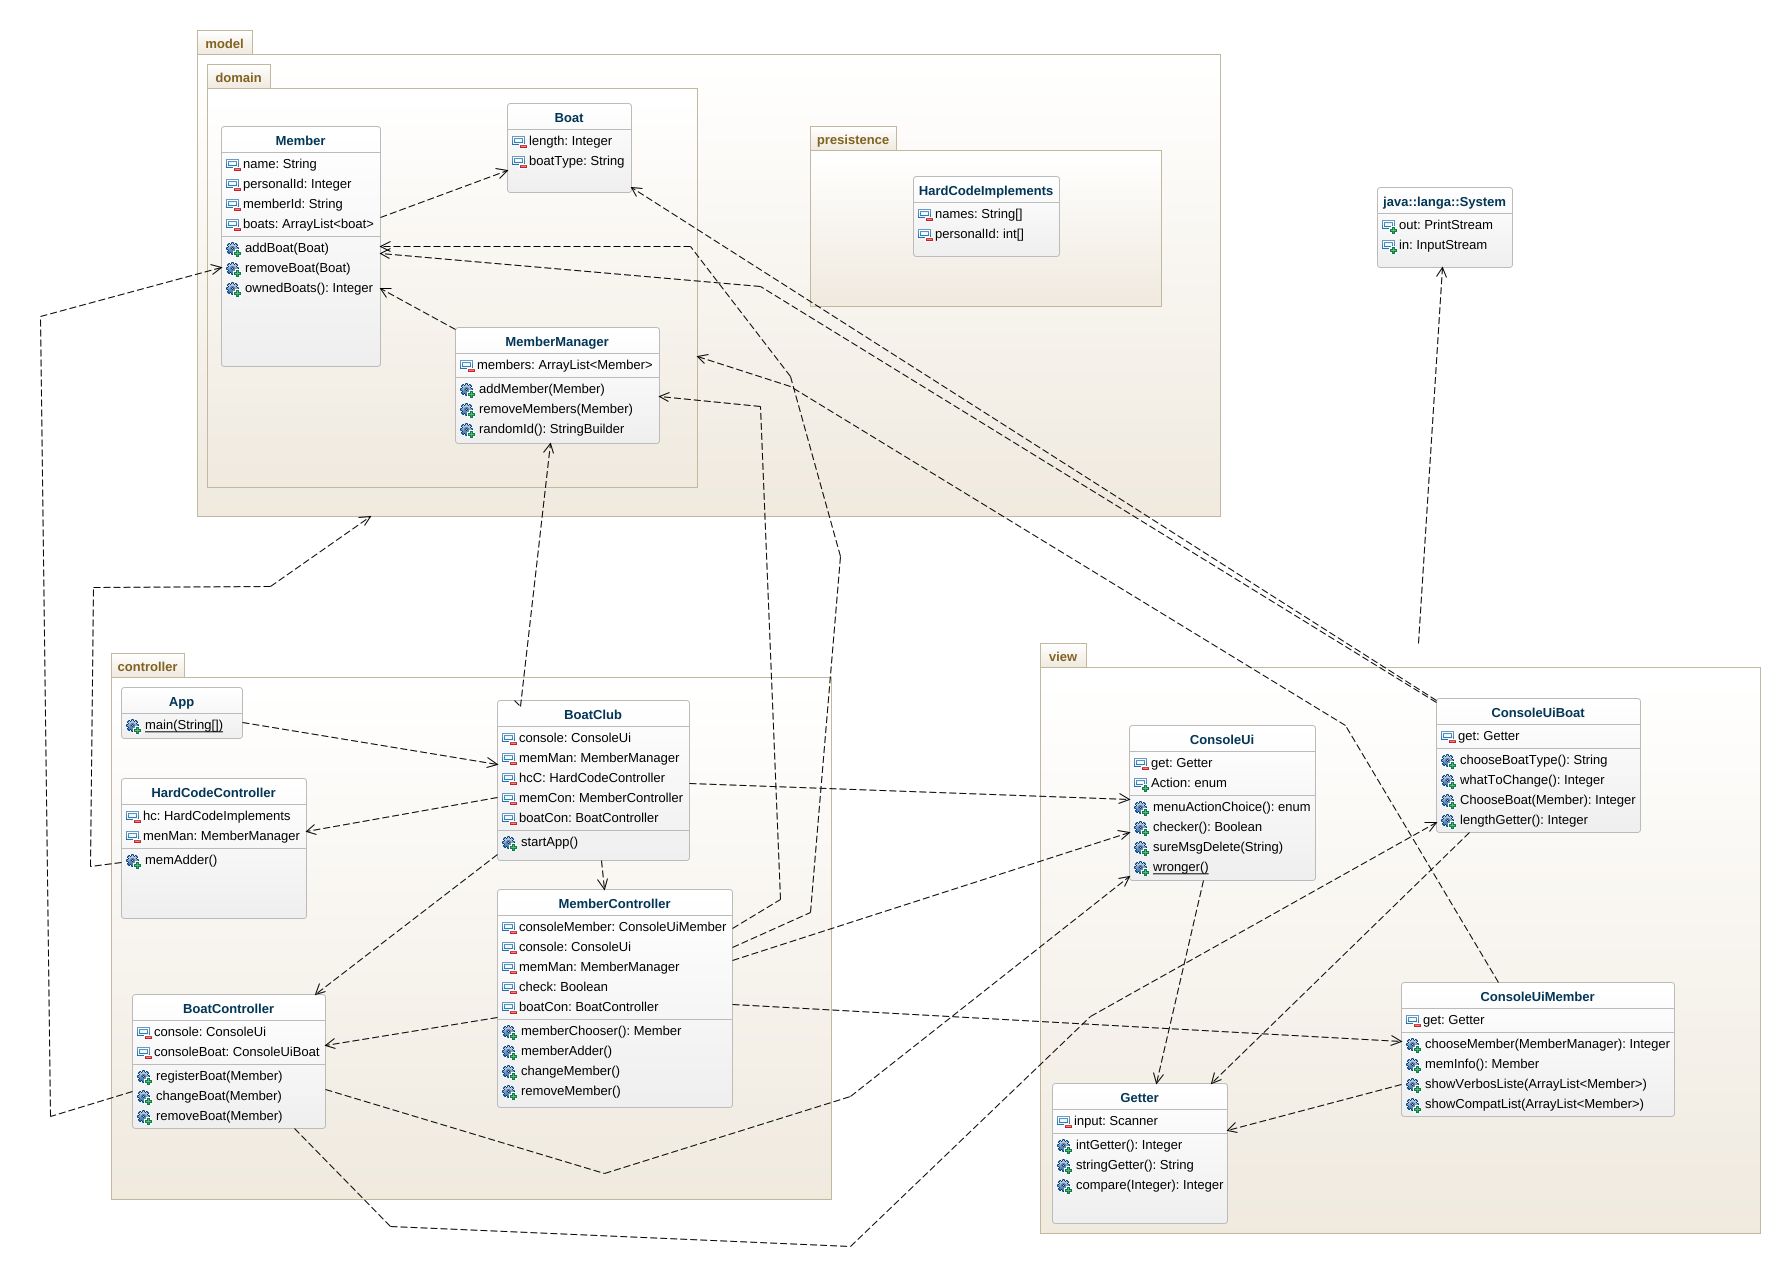 model
domain
Member
name: String
personalId: Integer
memberId: String
boats: ArrayList<boat>
addBoat(Boat)
removeBoat(Boat)
ownedBoats(): Integer
Boat
length: Integer
boatType: String
MemberManager
members: ArrayList<Member>
addMember(Member)
removeMembers(Member)
randomId(): StringBuilder
presistence
HardCodeImplements
names: String[]
personalId: int[]
java::langa::System
out: PrintStream
in: InputStream
controller
App
main(String[])
HardCodeController
hc: HardCodeImplements
menMan: MemberManager
memAdder()
BoatClub
console: ConsoleUi
memMan: MemberManager
hcC: HardCodeController
memCon: MemberController
boatCon: BoatController
startApp()
MemberController
consoleMember: ConsoleUiMember
console: ConsoleUi
memMan: MemberManager
check: Boolean
boatCon: BoatController
memberChooser(): Member
memberAdder()
changeMember()
removeMember()
BoatController
console: ConsoleUi
consoleBoat: ConsoleUiBoat
registerBoat(Member)
changeBoat(Member)
removeBoat(Member)
view
ConsoleUi
get: Getter
Action: enum
menuActionChoice(): enum
checker(): Boolean
sureMsgDelete(String)
wronger()
ConsoleUiBoat
get: Getter
chooseBoatType(): String
whatToChange(): Integer
ChooseBoat(Member): Integer
lengthGetter(): Integer
ConsoleUiMember
get: Getter
chooseMember(MemberManager): Integer
memInfo(): Member
showVerbosListe(ArrayList<Member>)
showCompatList(ArrayList<Member>)
Getter
input: Scanner
intGetter(): Integer
stringGetter(): String
compare(Integer): Integer